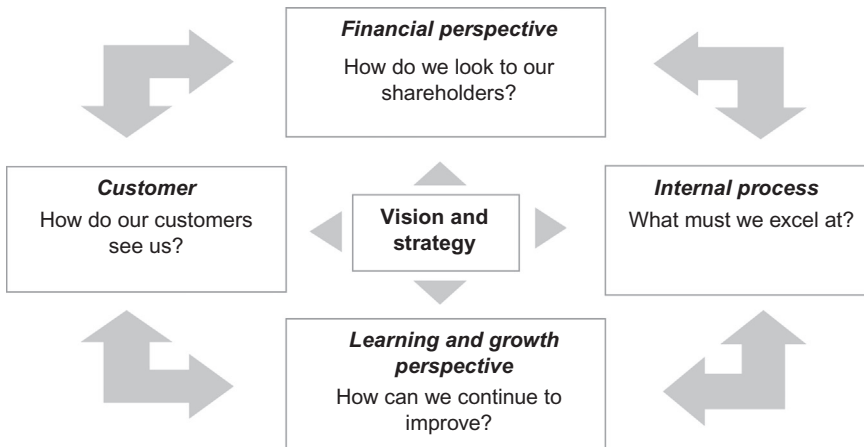 Financial perspective
How do we look to our
shareholders?
Customer
How do our customers
see us?
Vision and
strategy
Internal process
What must we excel at?
Learning and growth
perspective
How can we continue to
improve?